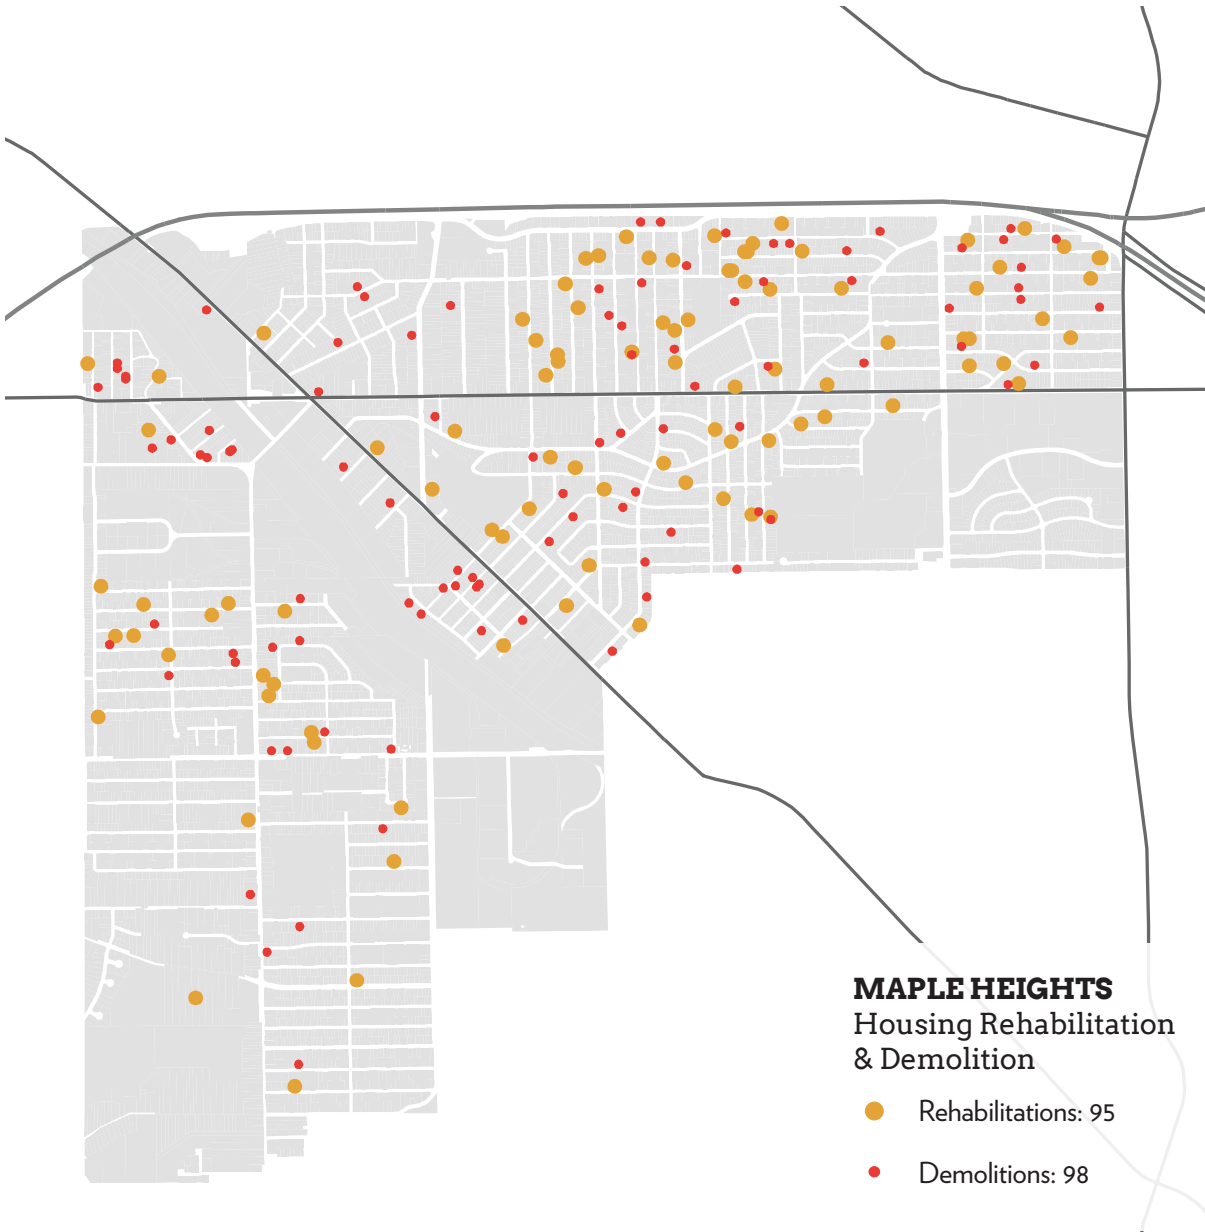 MAPLE HEIGHTS
Housing Rehabilitation
& Demolition
Rehabilitations: 95
Demolitions: 98